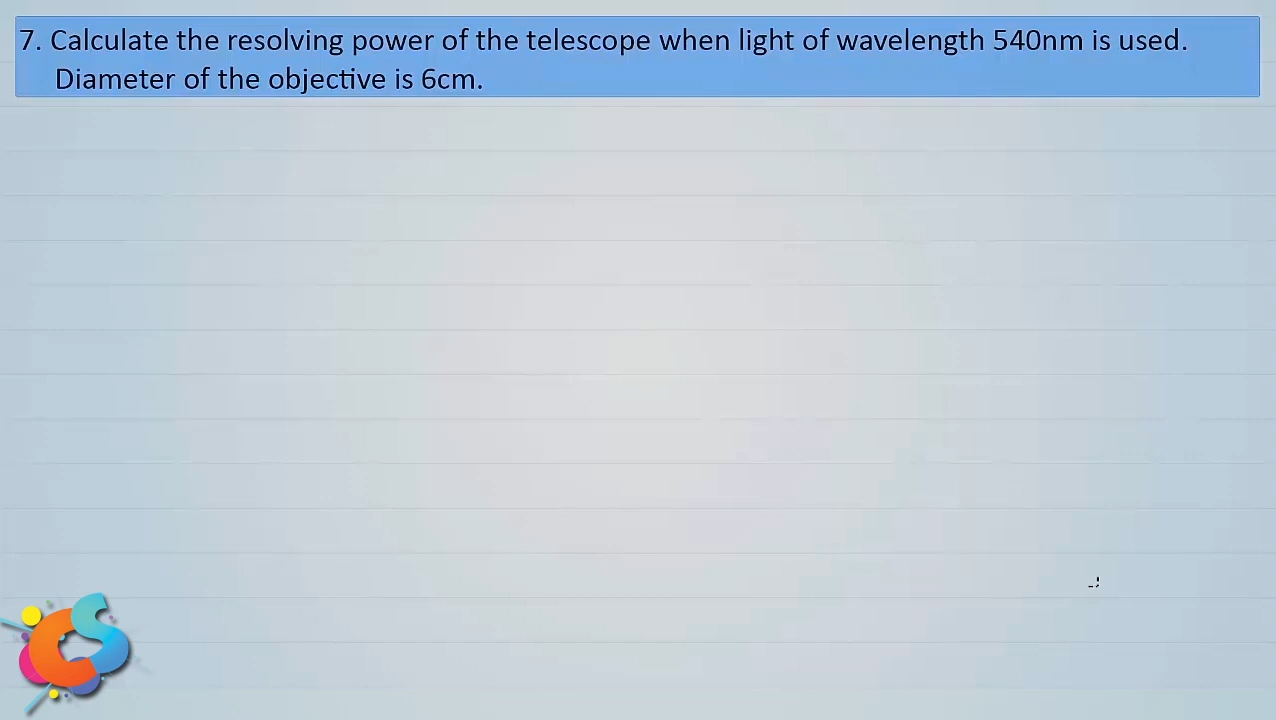 7. Calculate the resolving power of the telescope when light of wavelength 540nm is used.
Diameter of the objective is 6cm.
CS